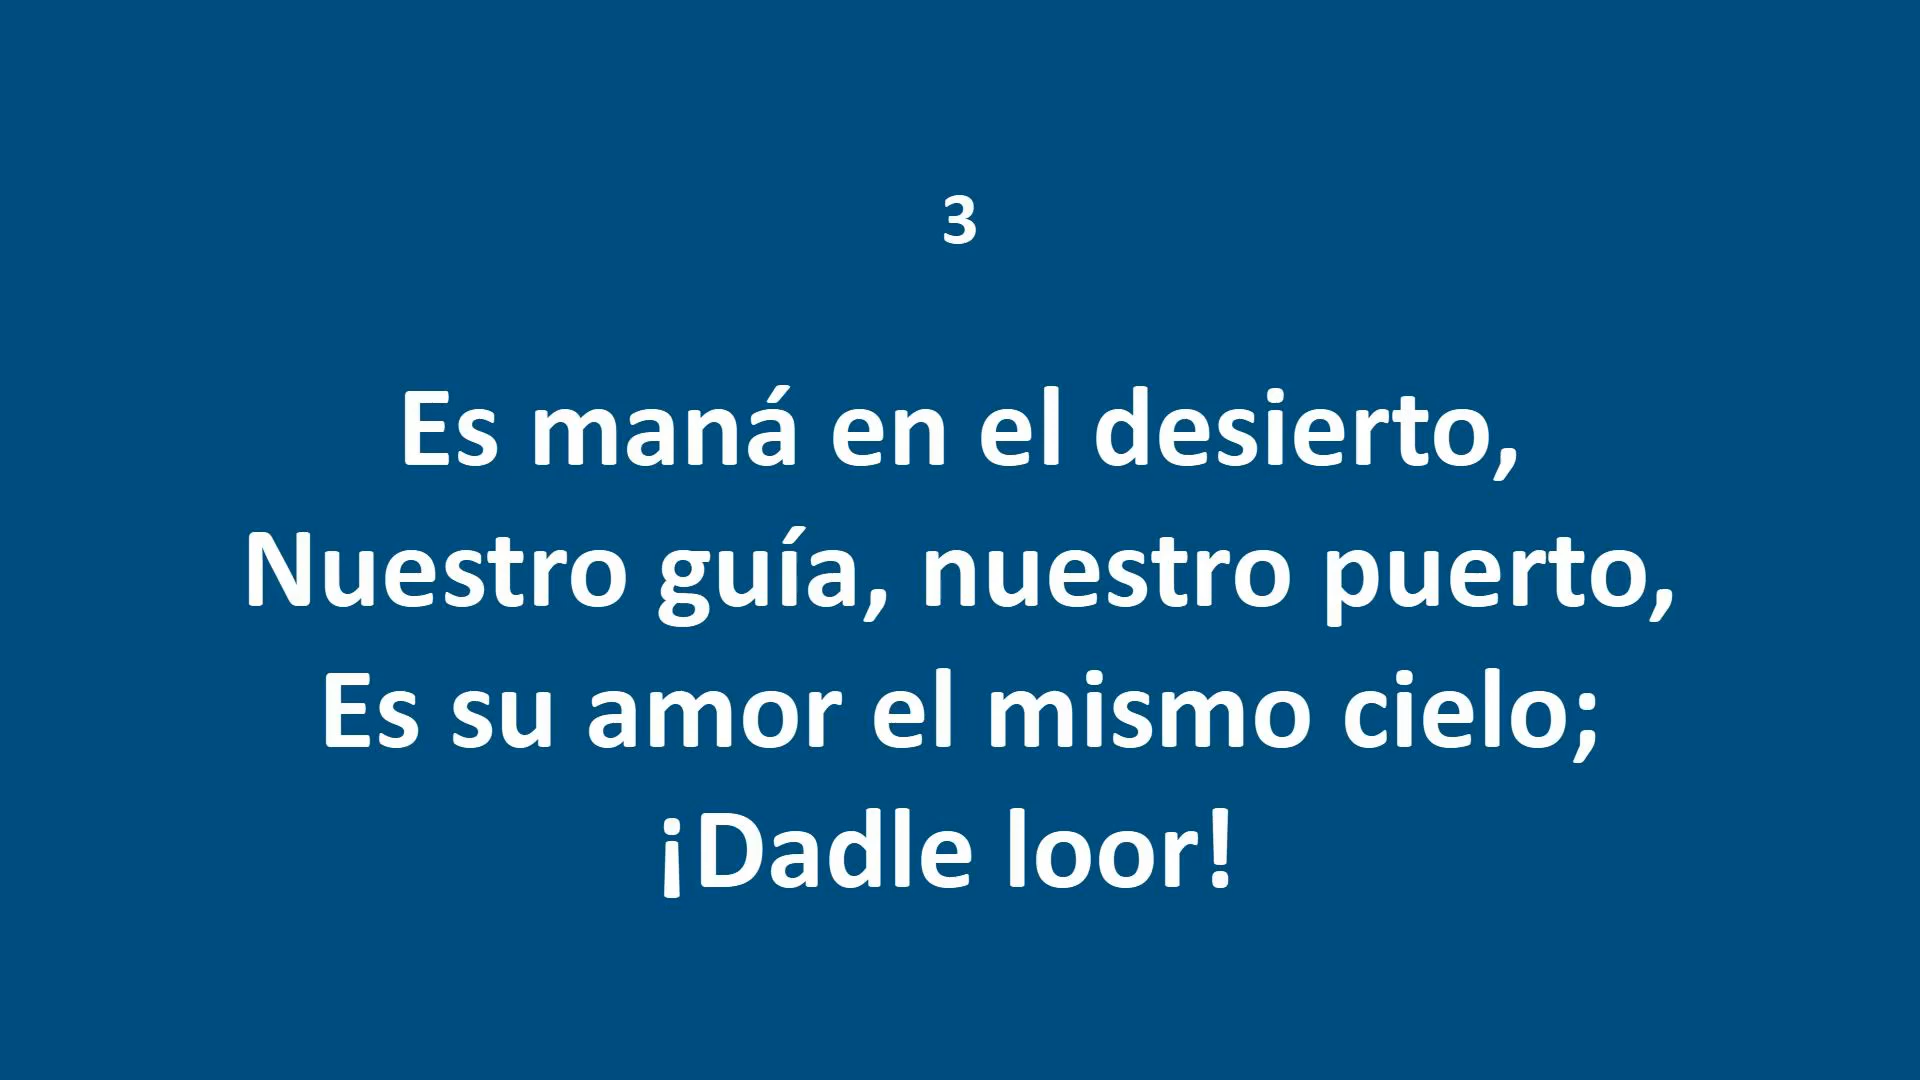 3
Es maná en el desierto,
Nuestro guía, nuestro puerto,
Es su amor el mismo cielo;
¡Dadle loor!